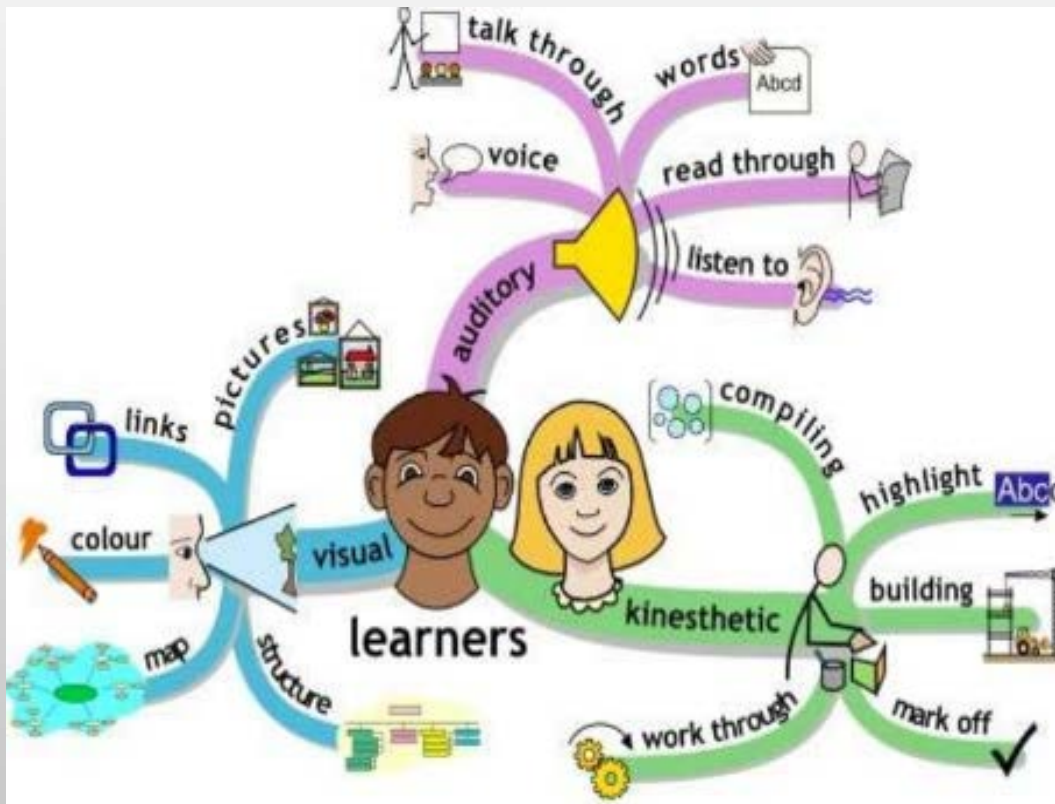 talk through
words
Abcd
voice
read through
listen to
auditory
pictures
links
colour
visual
map
structure
learners
compiling
highlight
Abc
building
kinesthetic
work through
mark off